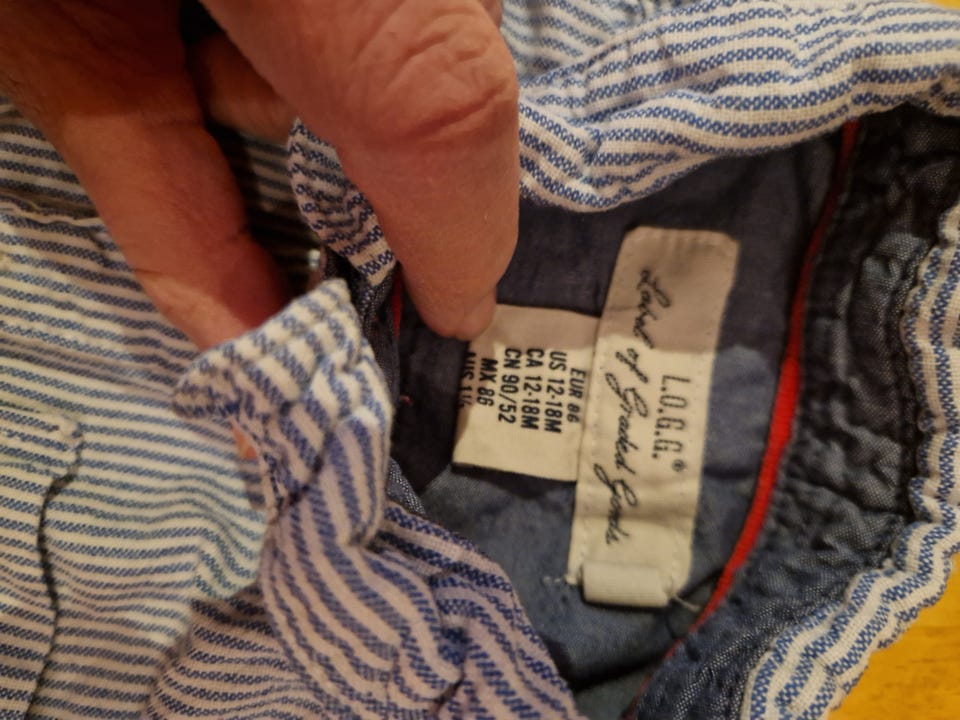 L.O.G.G.®
Label of Graded Goods
EUR 86
US 12-18M
CA 12-18M
CN 90/52
MX 86